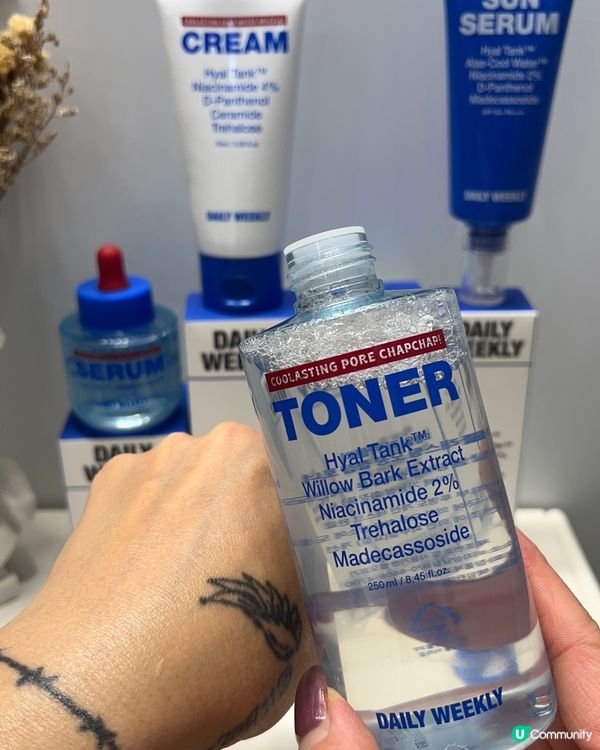 CREAM
Hyal Tank™
Niacinamide 4%
D-Panthenol
Ceramide
Trehalose
DAILY WEEKLY
SUN
SERUM
Hyal Tank™
Aloe-Cool Water™
Niacinamide 2%
D-Panthenol
Madecassoside
DAILY WEEKLY
SERUM
DAILY
WEEKLY
DAILY
WEEKLY
DAILY
COOLASTING PORE CHAPCHAP!
TONER
Hyal Tank™
Willow Bark Extract
Niacinamide 2%
Trehalose
Madecassoside
250 ml / 8.45 fl.oz.
DAILY WEEKLY
U Community